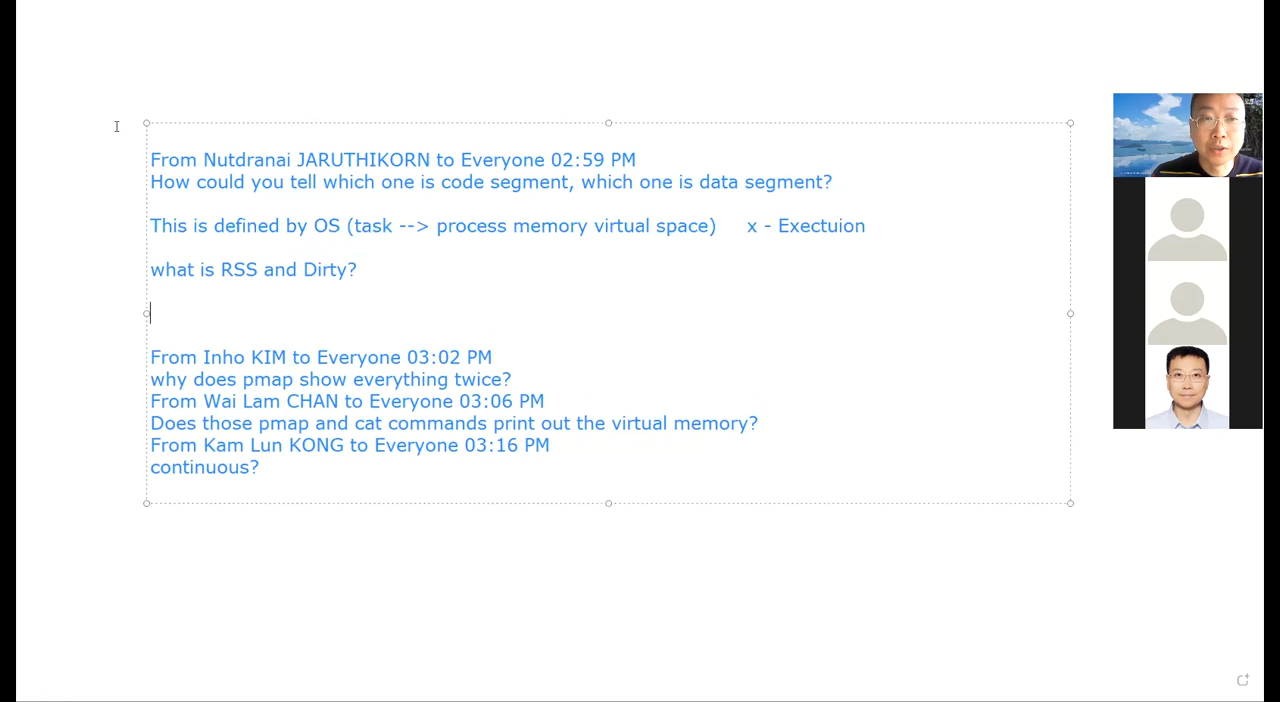 From Nutdranai JARUTHIKORN to Everyone 02:59 PM
How could you tell which one is code segment, which one is data segment?
This is defined by OS (task --> process memory virtual space) x - Exectuion
what is RSS and Dirty?
From Inho KIM to Everyone 03:02 PM
why does pmap show everything twice?
From Wai Lam CHAN to Everyone 03:06 PM
Does those pmap and cat commands print out the virtual memory?
From Kam Lun KONG to Everyone 03:16 PM
continuous?